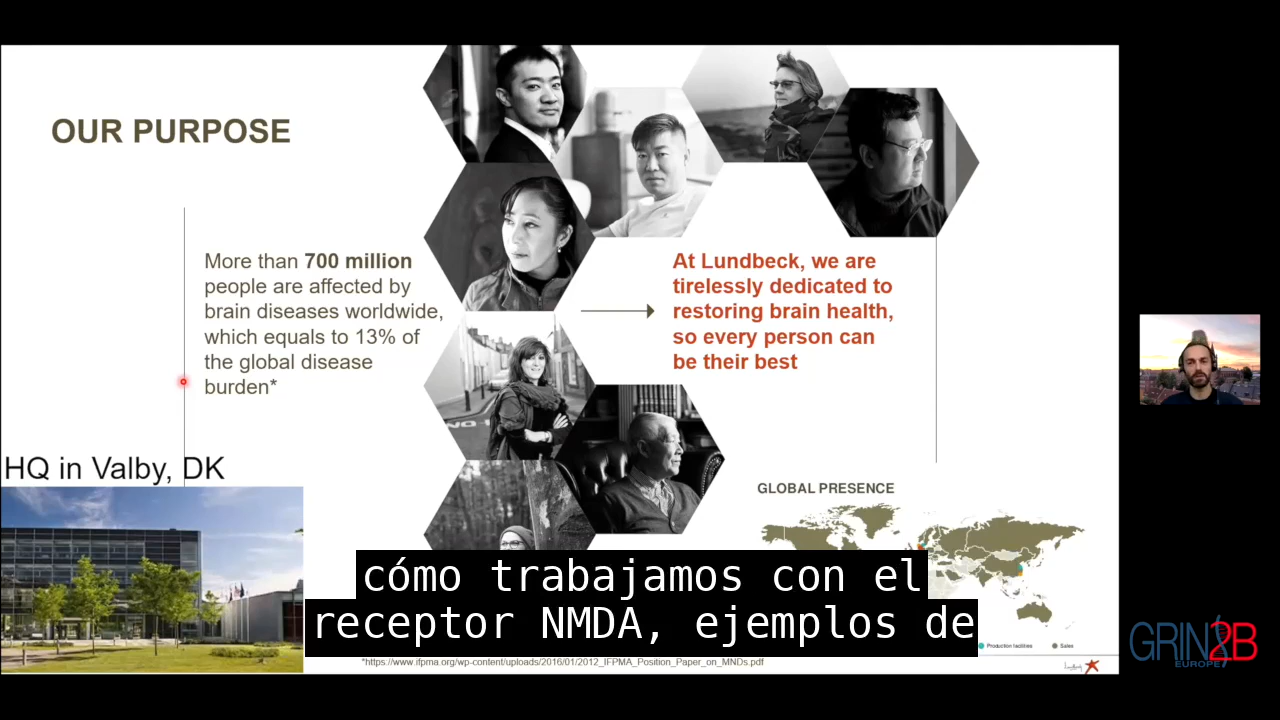 OUR PURPOSE
More than 700 million
people are affected by
brain diseases worldwide,
which equals to 13% of
the global disease
burden*
At Lundbeck, we are
tirelessly dedicated to
restoring brain health,
so every person can
be their best
HQ in Valby, DK
GLOBAL PRESENCE
Production facilities
Sales
cómo trabajamos con el
receptor NMDA, ejemplos de
*https://www.ifpma.org/wp-content/uploads/2016/01/2012_IFPMA_Position_Paper_on_MNDs.pdf
Lundbeck
GRIN2B
EUROPE